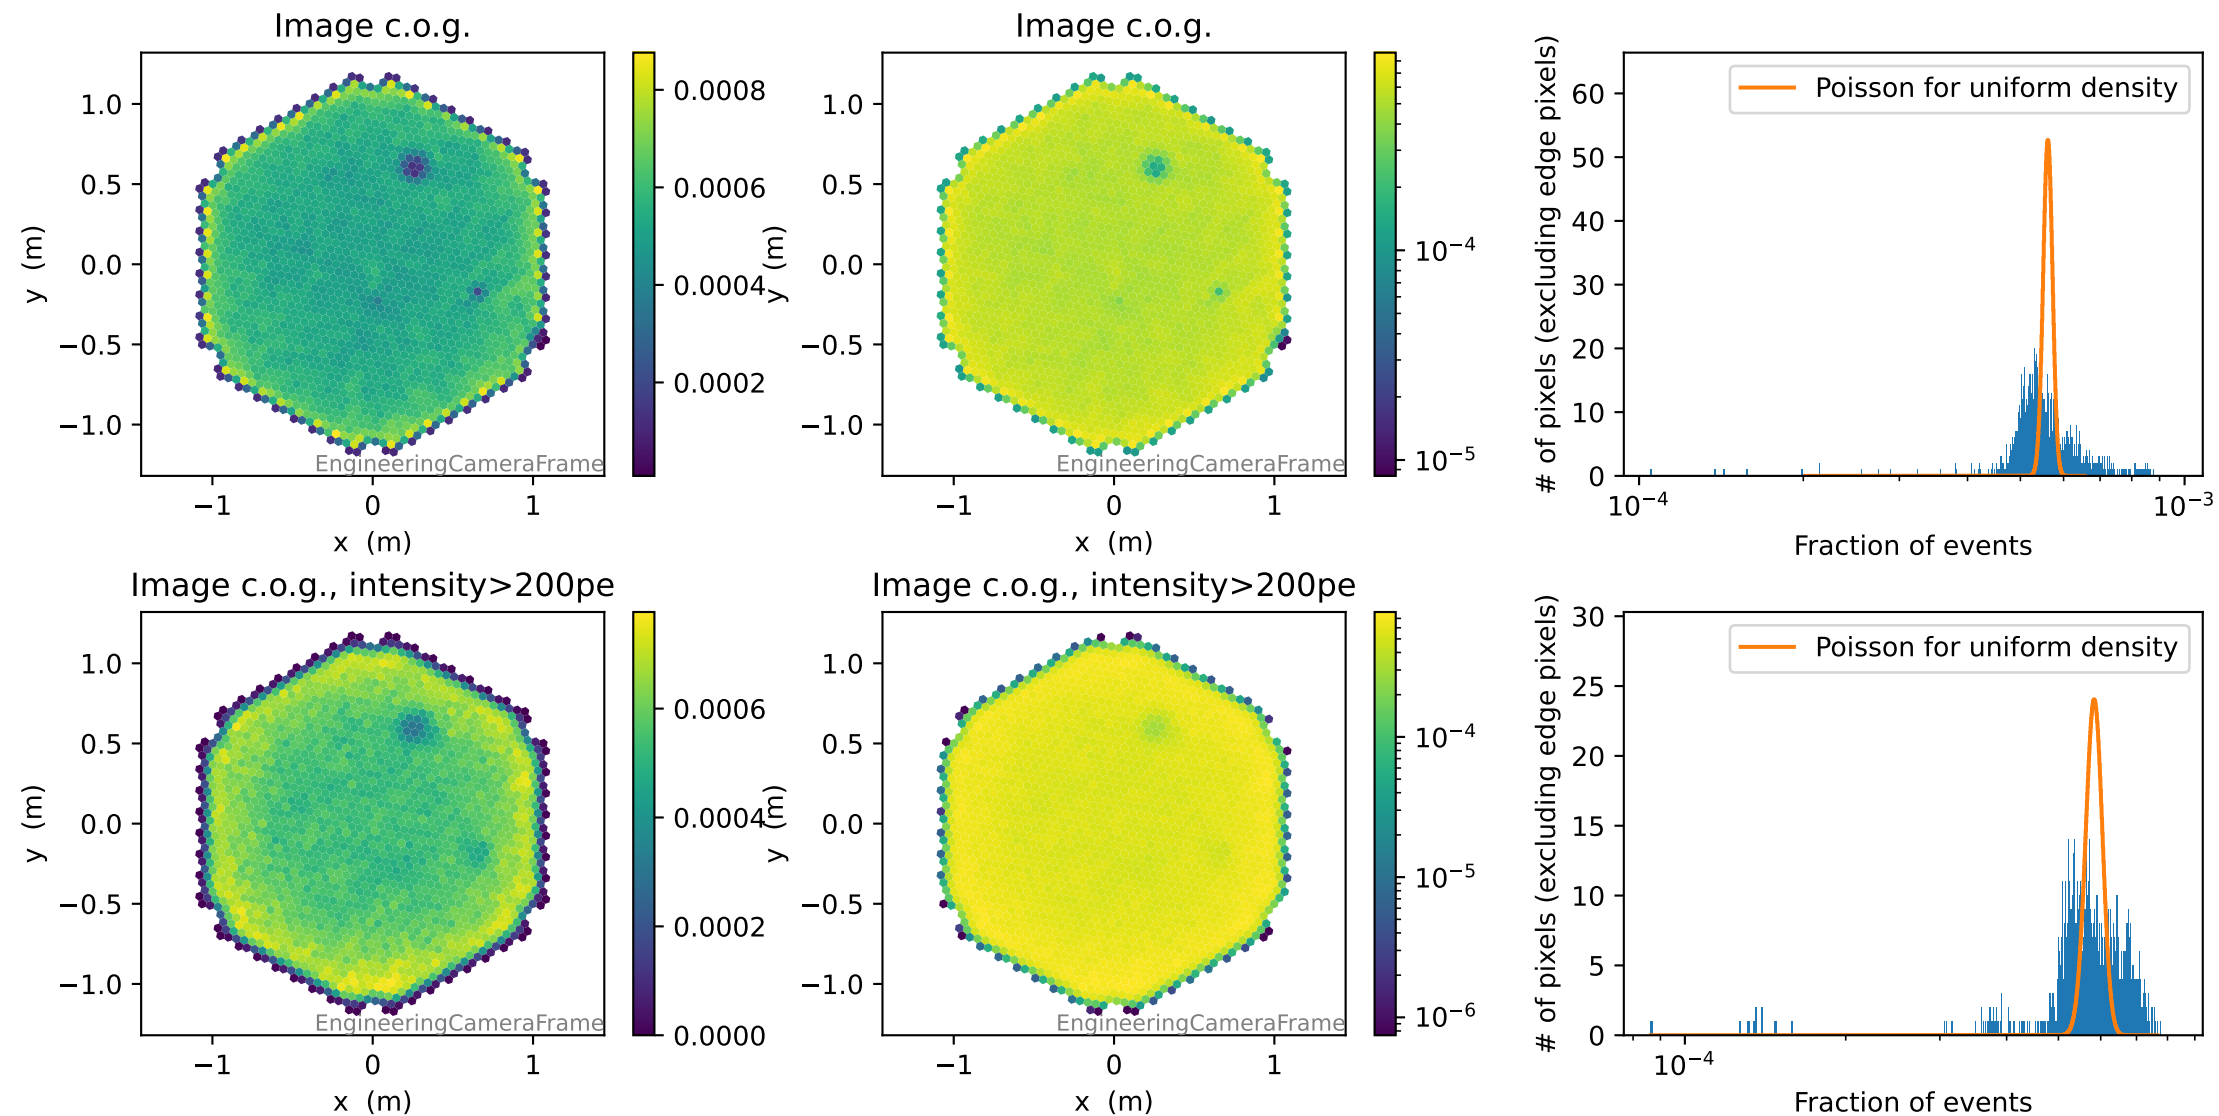 Image c.o.g.
1.0
0.5
0.0
−0.5
−1.0
−1
0
1
x (m)
y (m)
EngineeringCameraFrame
0.0008
0.0006
0.0004
0.0002
Image c.o.g.
1.0
0.5
0.0
−0.5
−1.0
−1
0
1
x (m)
y (m)
EngineeringCameraFrame
10⁻⁴
10⁻⁵
# of pixels (excluding edge pixels)
60
50
40
30
20
10
0
Poisson for uniform density
10⁻⁴
10⁻³
Fraction of events
Image c.o.g., intensity>200pe
1.0
0.5
0.0
−0.5
−1.0
−1
0
1
x (m)
y (m)
EngineeringCameraFrame
0.0006
0.0004
0.0002
0.0000
Image c.o.g., intensity>200pe
1.0
0.5
0.0
−0.5
−1.0
−1
0
1
x (m)
y (m)
EngineeringCameraFrame
10⁻⁴
10⁻⁵
10⁻⁶
# of pixels (excluding edge pixels)
30
25
20
15
10
5
0
Poisson for uniform density
10⁻⁴
Fraction of events